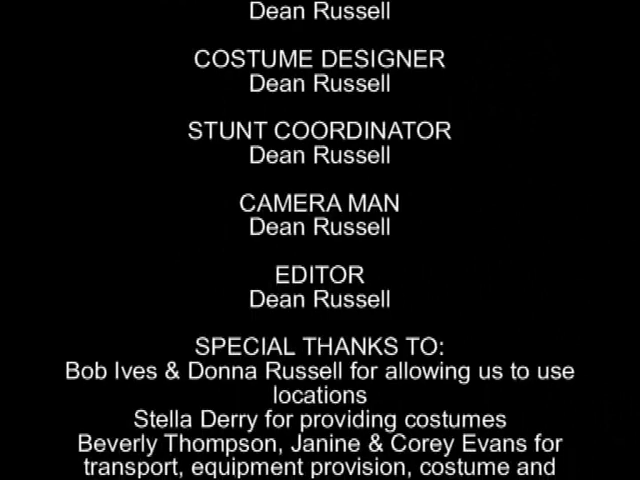 Dean Russell
COSTUME DESIGNER
Dean Russell
STUNT COORDINATOR
Dean Russell
CAMERA MAN
Dean Russell
EDITOR
Dean Russell
SPECIAL THANKS TO:
Bob Ives & Donna Russell for allowing us to use
locations
Stella Derry for providing costumes
Beverly Thompson, Janine & Corey Evans for
transport, equipment provision, costume and